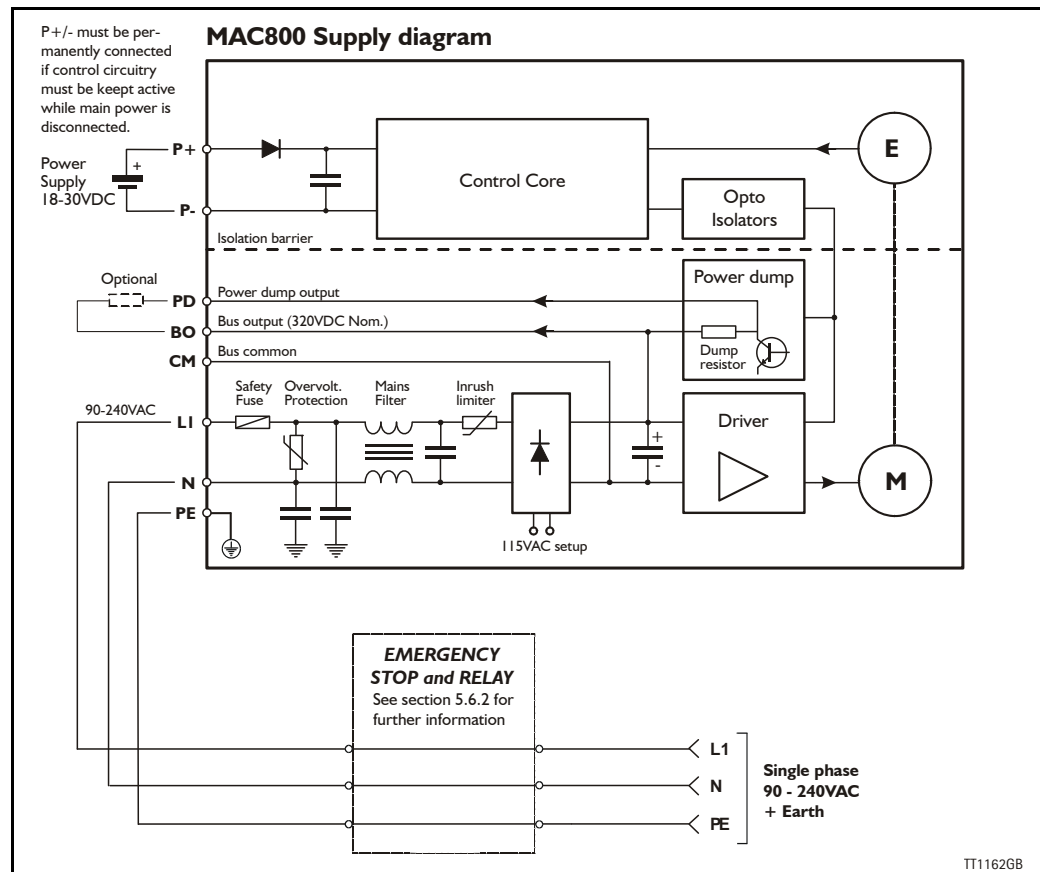 P+/- must be per-
manently connected
if control circuitry
must be keept active
while main power is
disconnected.
MAC800 Supply diagram
P+
Power
Supply
18-30VDC
+
P-
Control Core
E
Opto
Isolators
Isolation barrier
Optional
PD
Power dump output
Power dump
BO
Bus output (320VDC Nom.)
Dump
resistor
CM
Bus common
90-240VAC
L1
Safety
Fuse
Overvolt.
Protection
Mains
Filter
Inrush
limiter
+
-
Driver
N
M
PE
115VAC setup
EMERGENCY
STOP and RELAY
See section 5.6.2 for
further information
L1
N
PE
Single phase
90 - 240VAC
+ Earth
TT1162GB